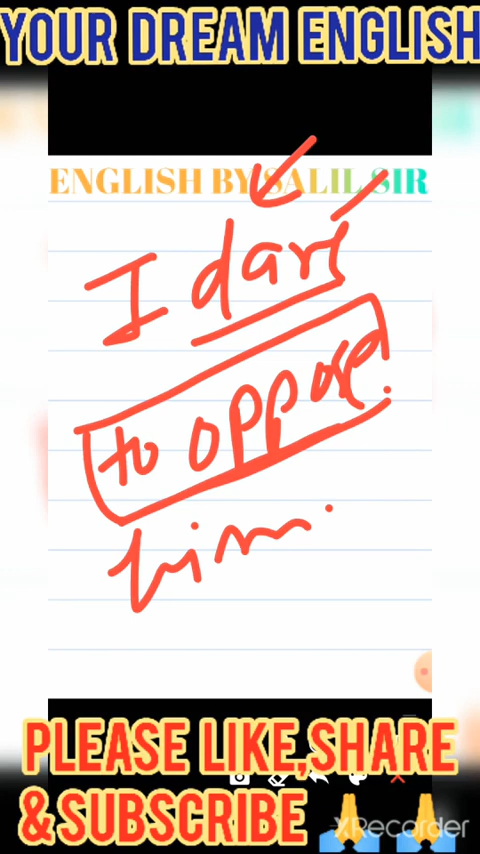 YOUR DREAM ENGLISH
ENGLISH BY SALIL SIR
I dare
to oppose
him.
PLEASE LIKE,SHARE
&SUBSCRIBE
XRecorder